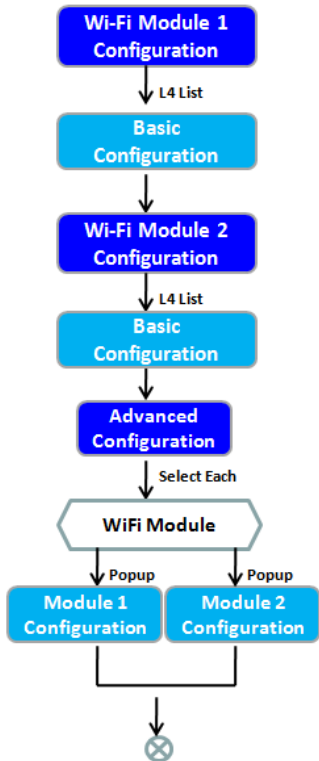 Wi-Fi Module 1
Configuration
L4 List
Basic
Configuration
Wi-Fi Module 2
Configuration
L4 List
Basic
Configuration
Advanced
Configuration
Select Each
WiFi Module
Popup
Popup
Module 1
Configuration
Module 2
Configuration